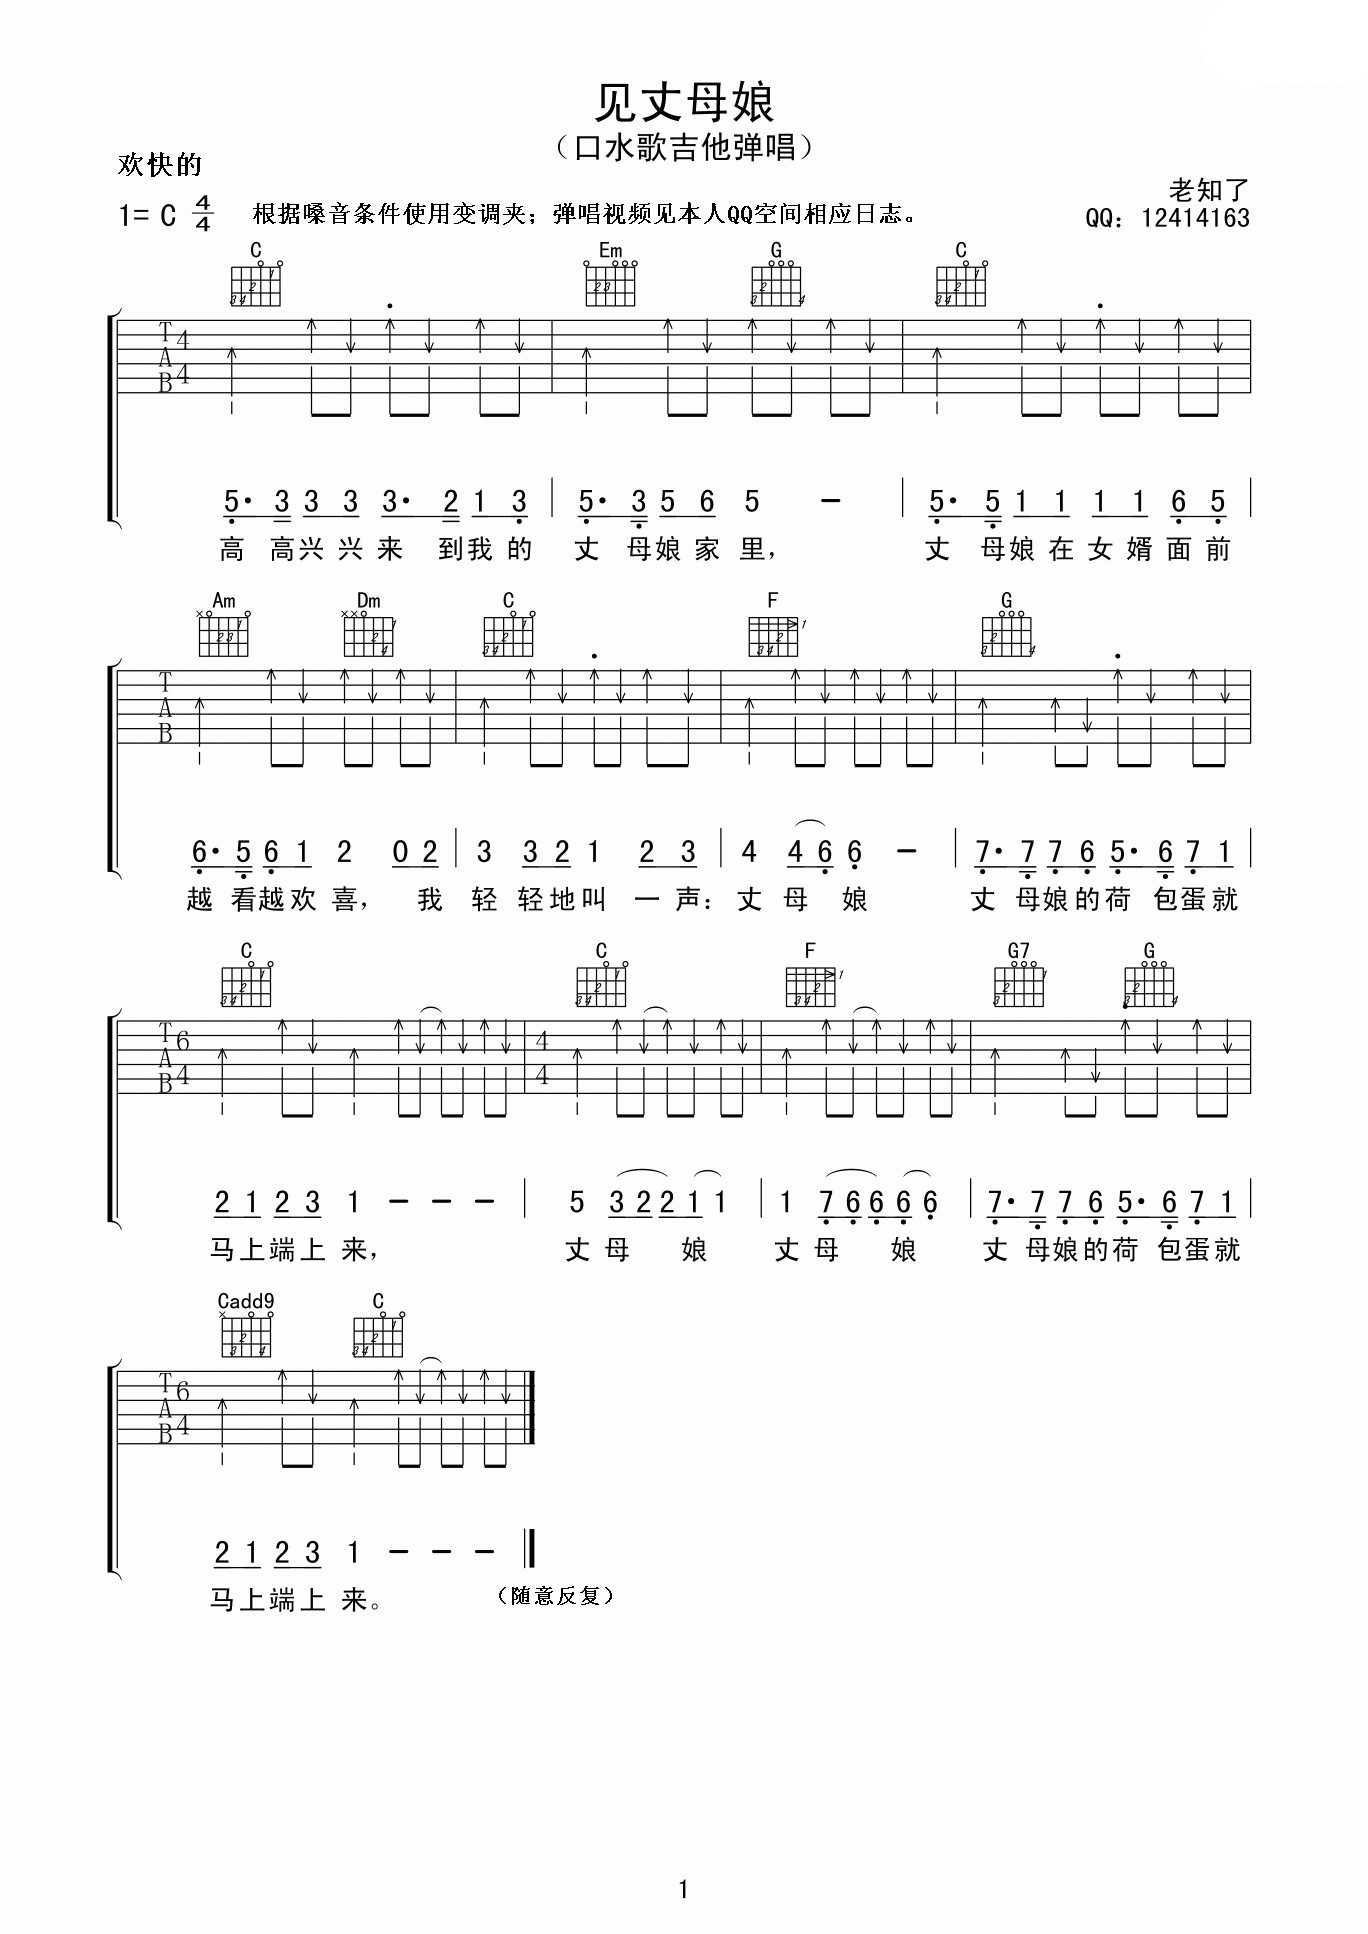 见丈母娘
（口水歌吉他弹唱）
欢快的
老知了
1= C 4/4 根据嗓音条件使用变调夹；弹唱视频见本人QQ空间相应日志。 QQ：12414163
C Em G C
T A B 4/4
5· 3 3 3 3· 2 1 3 | 5· 3 5 6 5 – | 5· 5 1 1 1 1 6 5 |
高 高兴兴来 到我的 丈 母娘家里， 丈 母娘在女婿面前
Am Dm C F G
T A B
6· 5 6 1 2 0 2 | 3 3 2 1 2 3 | 4 4 6 6 – | 7· 7 7 6 5· 6 7 1 |
越 看越欢喜， 我 轻 轻地叫 一声：丈 母 娘 丈 母娘的荷 包蛋就
C C F G7 G
T A B 6/4 4/4
2 1 2 3 1 – – – | 5 3 2 2 1 1 | 1 7 6 6 6 6 | 7· 7 7 6 5· 6 7 1 |
马上端上 来， 丈母 娘 丈母 娘 丈 母娘的荷 包蛋就
Cadd9 C
T A B 6/4
2 1 2 3 1 – – –
马上端上 来。 （随意反复）
1